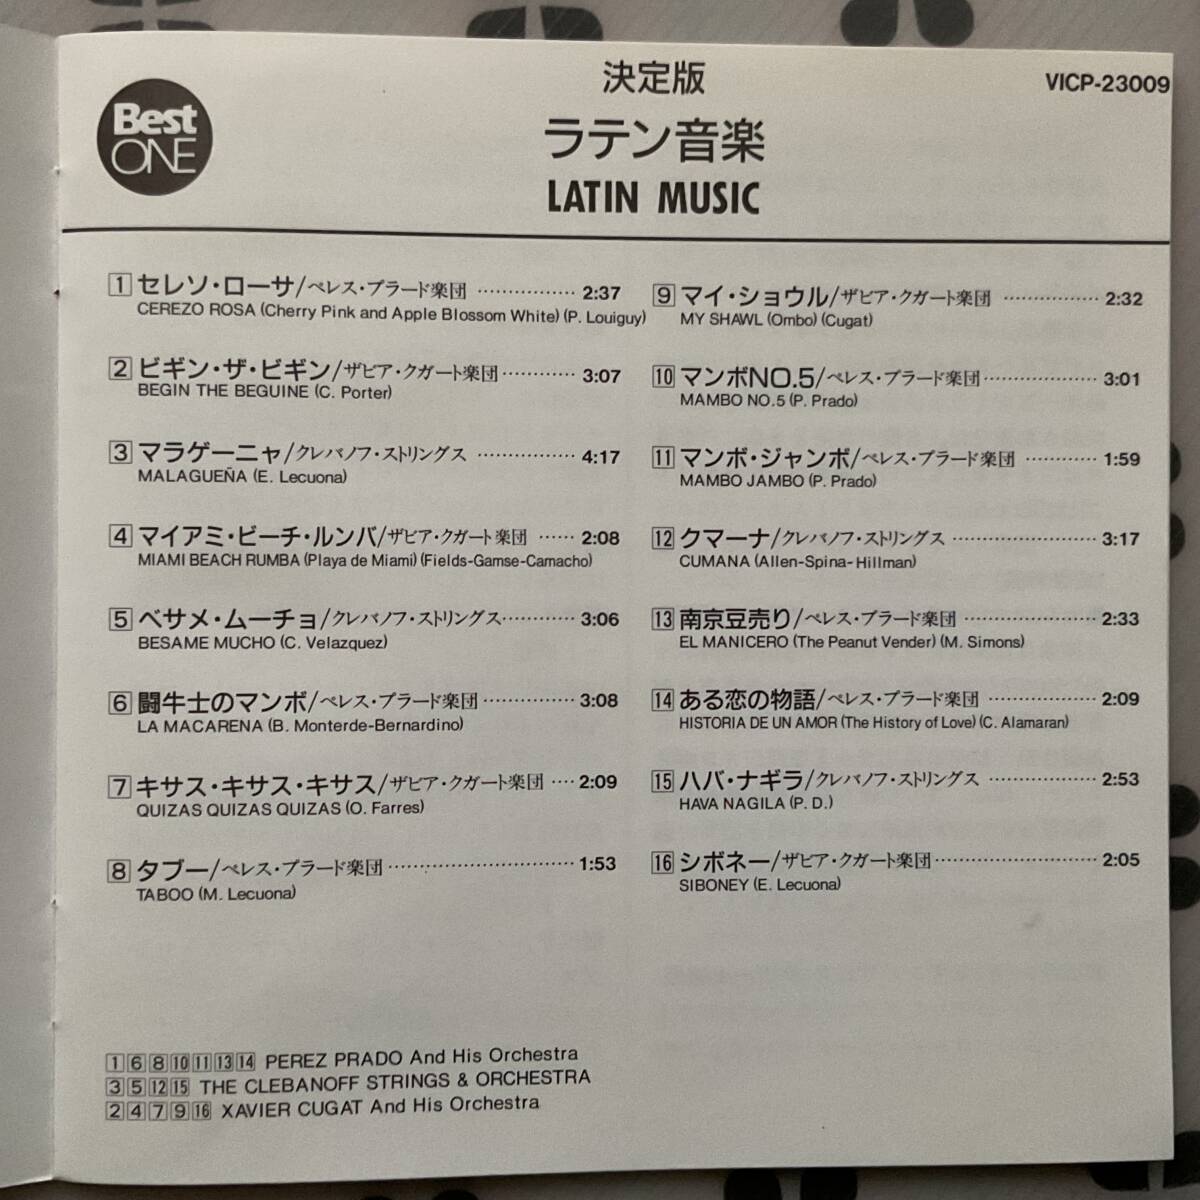 Best
ONE
決定版
ラテン音楽
LATIN MUSIC
VICP-23009
1 セレソ・ローサ/ペレス・プラード楽団 …………… 2:37
CEREZO ROSA (Cherry Pink and Apple Blossom White) (P. Louiguy)
2 ビギン・ザ・ビギン/ザビア・クガート楽団 ………… 3:07
BEGIN THE BEGUINE (C. Porter)
3 マラゲーニャ/クレバノフ・ストリングス …………… 4:17
MALAGUEÑA (E. Lecuona)
4 マイアミ・ビーチ・ルンバ/ザビア・クガート楽団 …… 2:08
MIAMI BEACH RUMBA (Playa de Miami) (Fields-Gamse-Camacho)
5 ベサメ・ムーチョ/クレバノフ・ストリングス………… 3:06
BESAME MUCHO (C. Velazquez)
6 闘牛士のマンボ/ペレス・プラード楽団 …………… 3:08
LA MACARENA (B. Monterde-Bernardino)
7 キサス・キサス・キサス/ザビア・クガート楽団 …… 2:09
QUIZAS QUIZAS QUIZAS (O. Farres)
8 タブー/ペレス・プラード楽団 ……………………… 1:53
TABOO (M. Lecuona)
9 マイ・ショウル/ザビア・クガート楽団 …………… 2:32
MY SHAWL (Ombo) (Cugat)
10 マンボNO.5/ペレス・プラード楽団 ……………… 3:01
MAMBO NO.5 (P. Prado)
11 マンボ・ジャンボ/ペレス・プラード楽団 ………… 1:59
MAMBO JAMBO (P. Prado)
12 クマーナ/クレバノフ・ストリングス ………………… 3:17
CUMANA (Allen-Spina-Hillman)
13 南京豆売り/ペレス・プラード楽団 ………………… 2:33
EL MANICERO (The Peanut Vender) (M. Simons)
14 ある恋の物語/ペレス・プラード楽団 ……………… 2:09
HISTORIA DE UN AMOR (The History of Love) (C. Alamaran)
15 ハバ・ナギラ/クレバノフ・ストリングス …………… 2:53
HAVA NAGILA (P. D.)
16 シボネー/ザビア・クガート楽団 …………………… 2:05
SIBONEY (E. Lecuona)
1 6 8 10 11 13 14 PEREZ PRADO And His Orchestra
3 5 12 15 THE CLEBANOFF STRINGS & ORCHESTRA
2 4 7 9 16 XAVIER CUGAT And His Orchestra